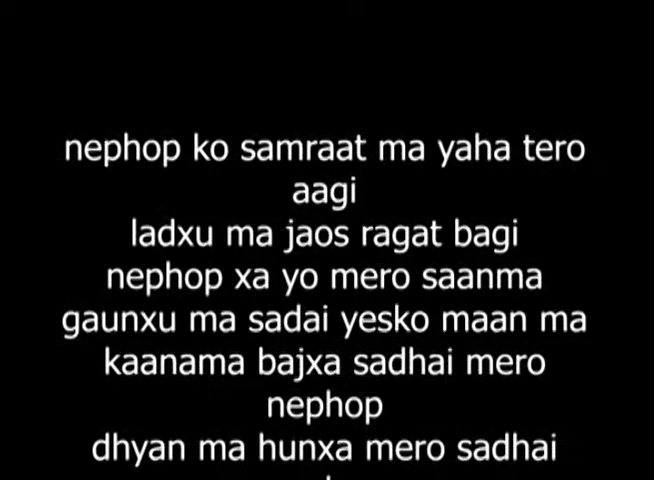 nephop ko samraat ma yaha tero
aagi
ladxu ma jaos ragat bagi
nephop xa yo mero saanma
gaunxu ma sadai yesko maan ma
kaanama bajxa sadhai mero
nephop
dhyan ma hunxa mero sadhai